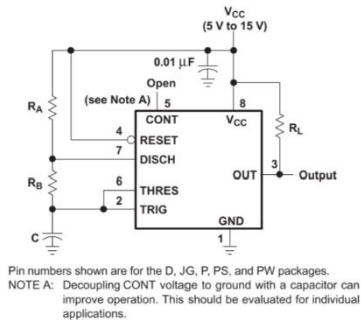 VCC
(5 V to 15 V)
0.01 µF
Open
(see Note A)
5
8
RA
CONT
VCC
RL
4
RESET
7
DISCH
3
RB
6
OUT
Output
THRES
2
TRIG
GND
C
1
Pin numbers shown are for the D, JG, P, PS, and PW packages.
NOTE A: Decoupling CONT voltage to ground with a capacitor can
improve operation. This should be evaluated for individual
applications.